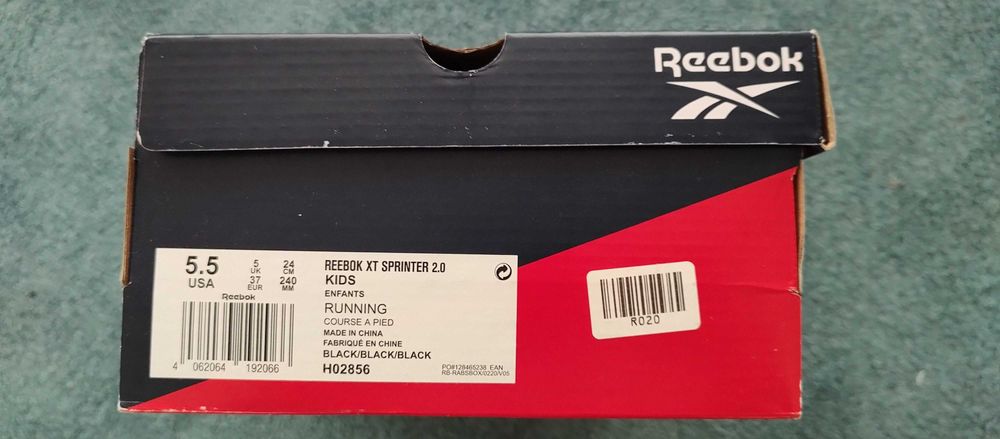 Reebok
5.5
USA
5
UK
37
EUR
24
CM
240
MM
Reebok
4 062064 192066
REEBOK XT SPRINTER 2.0
KIDS
ENFANTS
RUNNING
COURSE A PIED
MADE IN CHINA
FABRIQUÉ EN CHINE
BLACK/BLACK/BLACK
H02856
PO#128465238 EAN
RB-RABSBOX/0220/V05
R020